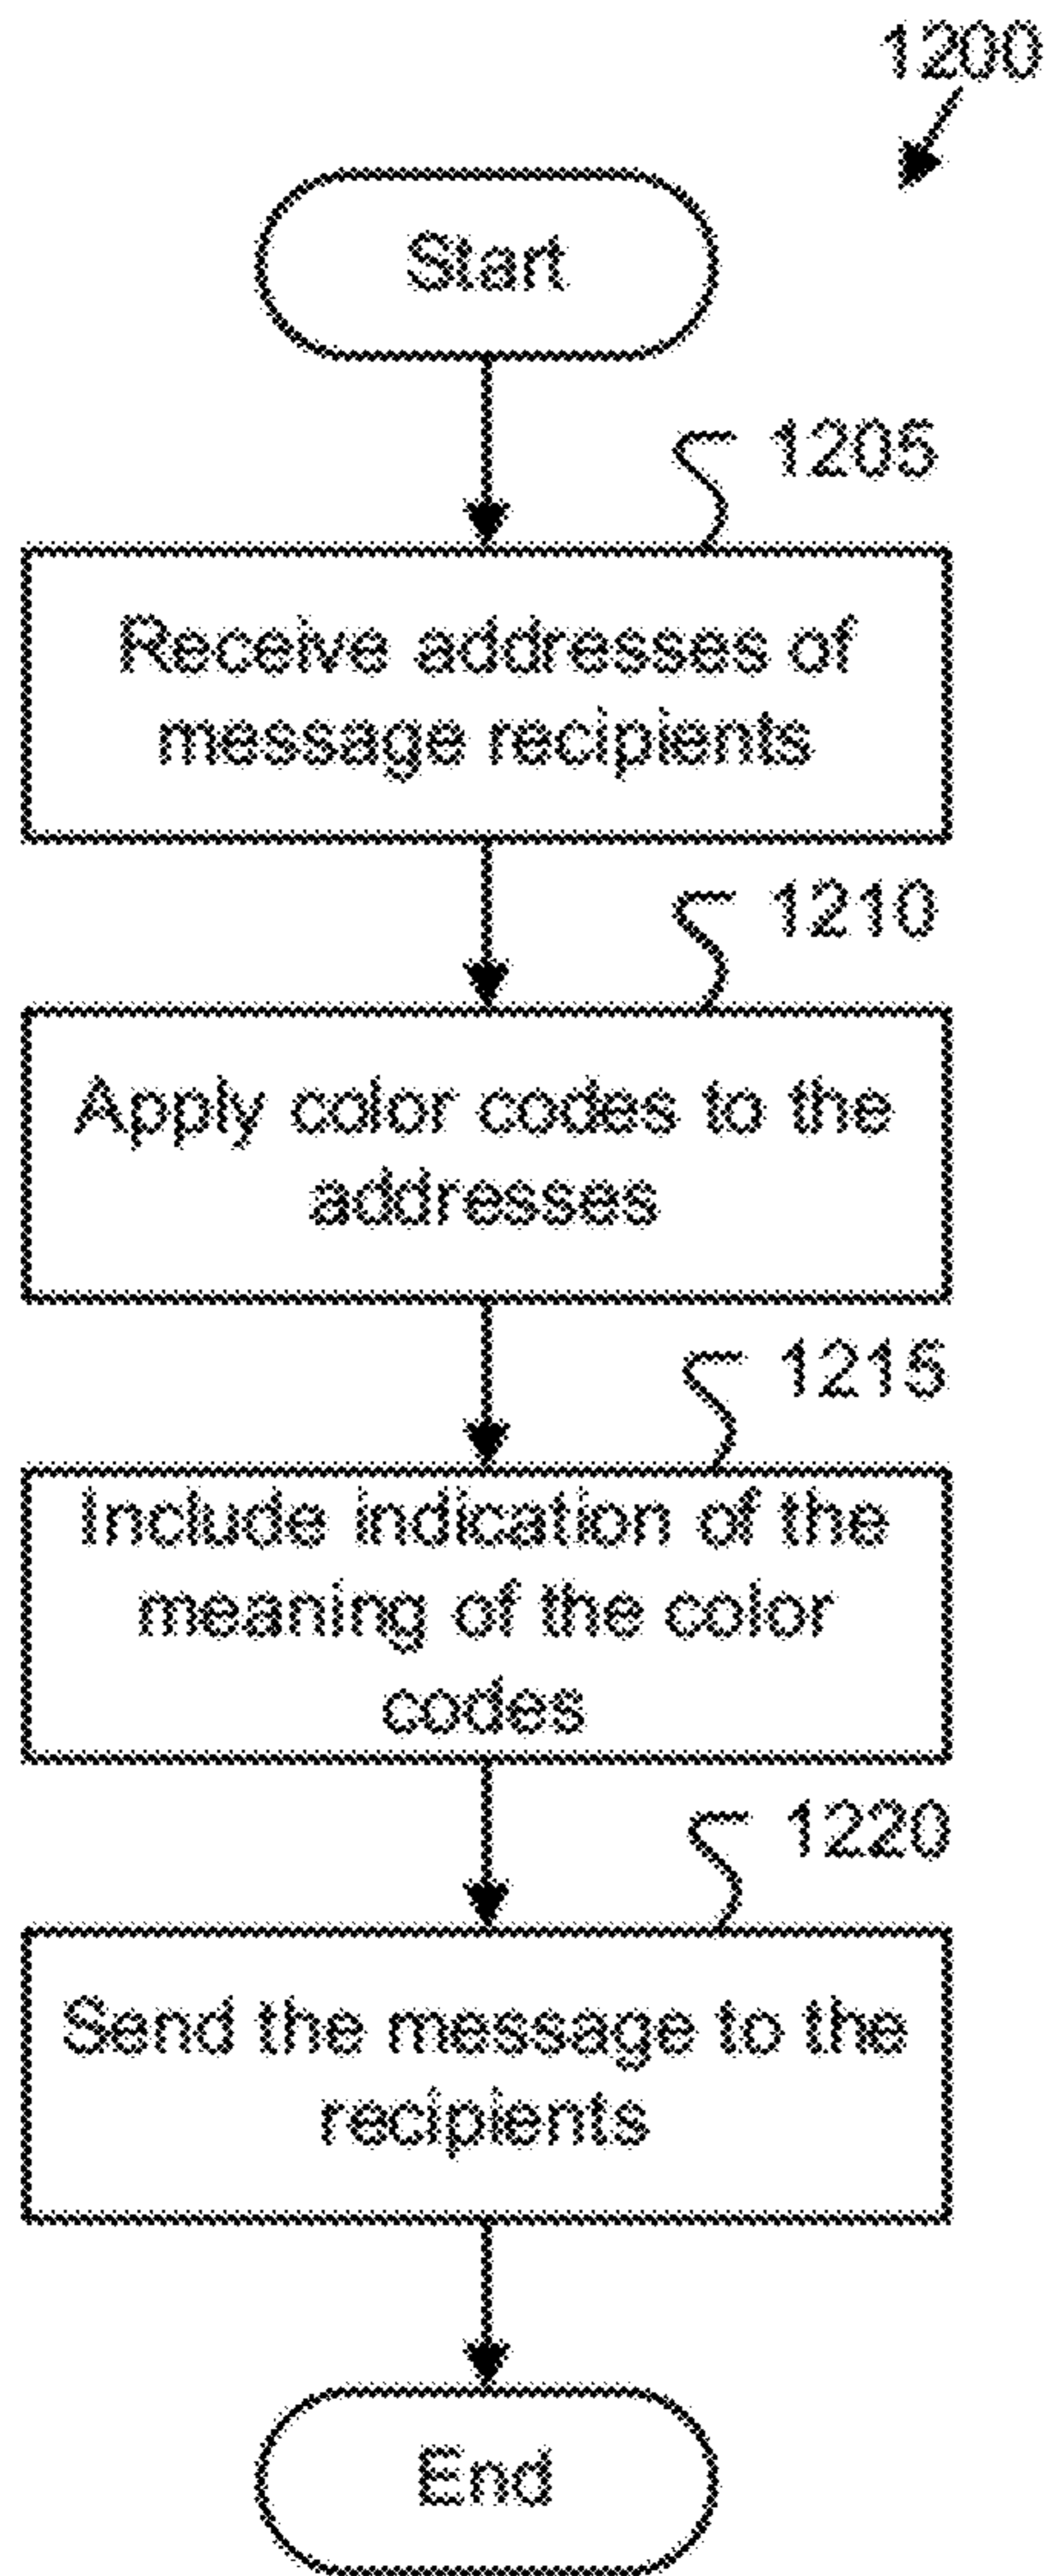 1200
Start
1205
Receive addresses of
message recipients
1210
Apply color codes to the
addresses
1215
Include indication of the
meaning of the color
codes
1220
Send the message to the
recipients
End